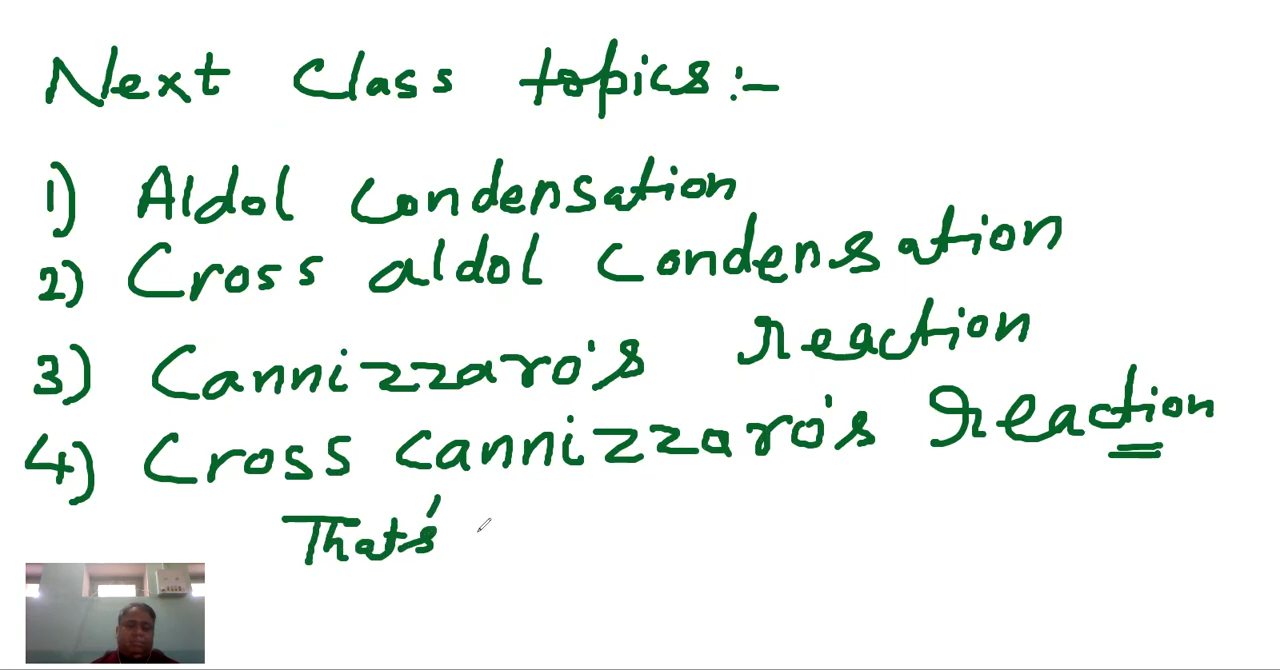 Next Class topics:-
1) Aldol Condensation
2) Cross aldol condensation
3) Cannizzaro's reaction
4) Cross Cannizzaro's reaction
That's